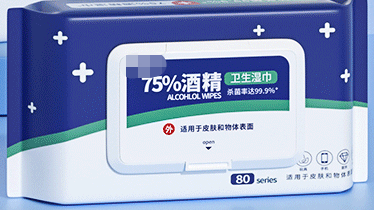 75%酒精
ALCOHLOL WIPES
卫生湿巾
杀菌率达99.9%*
外 适用于皮肤和物体表面
open
80 series
适用于皮肤和物体表面